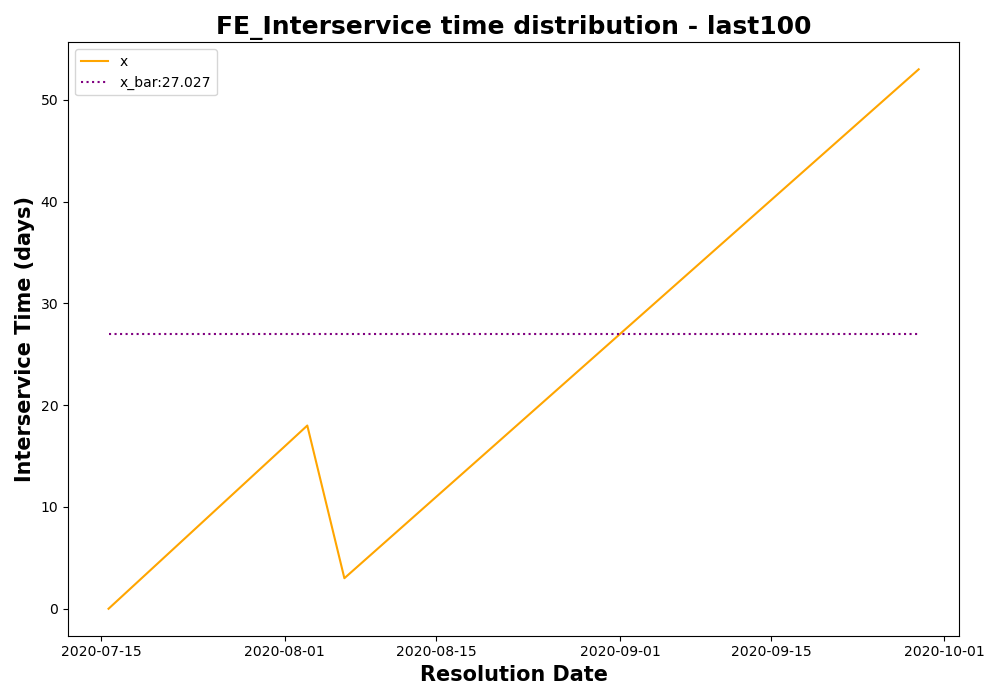 FE_Interservice time distribution - last100
x
x_bar:27.027
Interservice Time (days)
50
40
30
20
10
0
2020-07-15 2020-08-01 2020-08-15 2020-09-01 2020-09-15 2020-10-01
Resolution Date